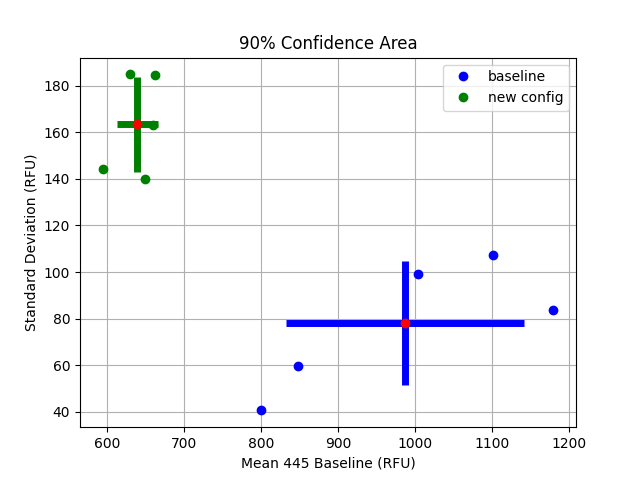 90% Confidence Area
baseline
new config
180
160
140
120
100
80
60
40
Standard Deviation (RFU)
600 700 800 900 1000 1100 1200
Mean 445 Baseline (RFU)